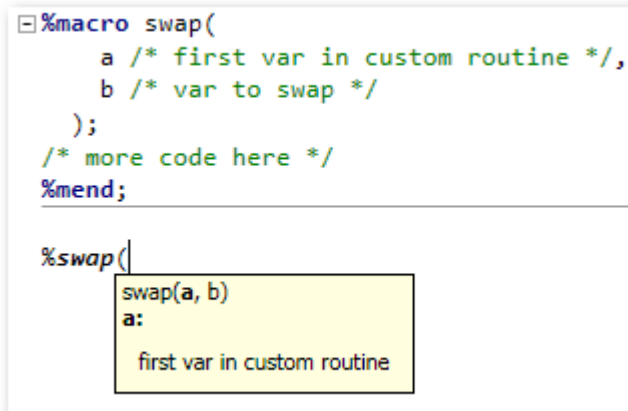 %macro swap(
a /* first var in custom routine */,
b /* var to swap */
);
/* more code here */
%mend;
%swap(
swap(a, b)
a:
first var in custom routine